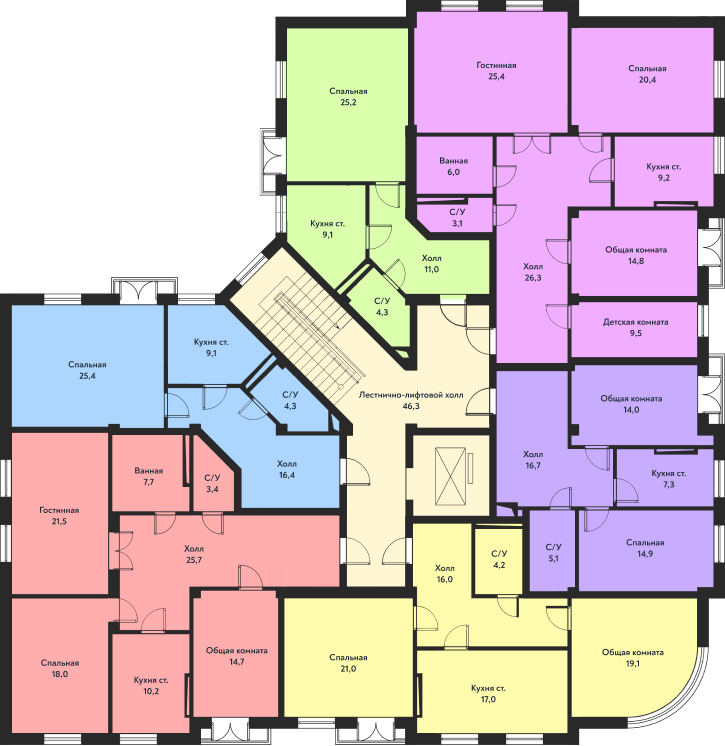 Гостинная
25,4
Спальная
20,4
Спальная
25,2
Ванная
6,0
Кухня ст.
9,2
С/У
3,1
Кухня ст.
9,1
Общая комната
14,8
Холл
11,0
Холл
26,3
С/У
4,3
Детская комната
9,5
Спальная
25,4
Кухня ст.
9,1
Лестнично-лифтовой холл
46,3
С/У
4,3
Общая комната
14,0
Холл
16,4
Холл
16,7
Ванная
7,7
С/У
3,4
Кухня ст.
7,3
Гостинная
21,5
Холл
25,7
Холл
16,0
С/У
4,2
С/У
5,1
Спальная
14,9
Спальная
18,0
Кухня ст.
10,2
Общая комната
14,7
Спальная
21,0
Кухня ст.
17,0
Общая комната
19,1